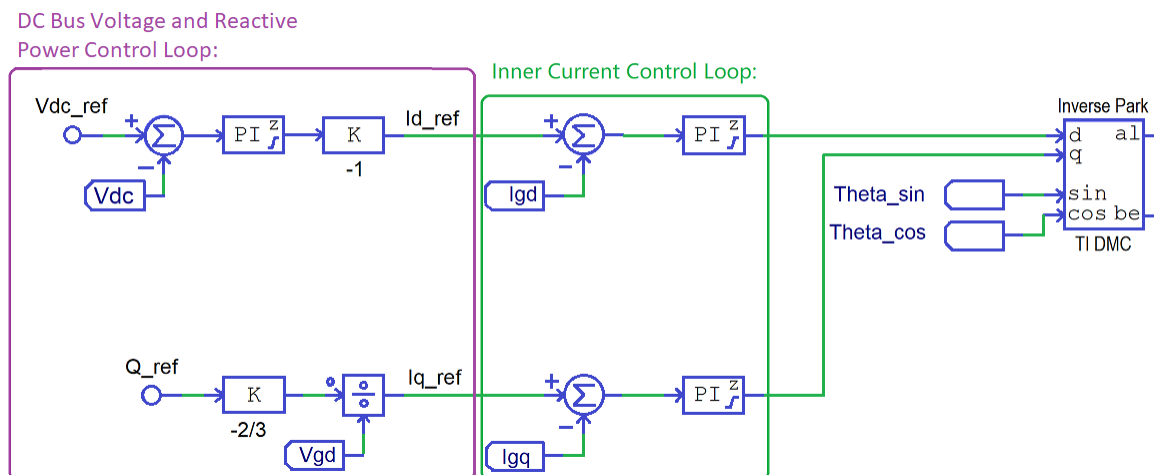 DC Bus Voltage and Reactive
Power Control Loop:
Inner Current Control Loop:
Vdc_ref
+
Σ
−
Vdc
PI z
K
-1
Id_ref
+
Σ
−
Igd
PI z
Inverse Park
d al
q
sin
cos be
TI DMC
Theta_sin
Theta_cos
Q_ref
K
-2/3
÷
Vgd
Iq_ref
+
Σ
−
Igq
PI z